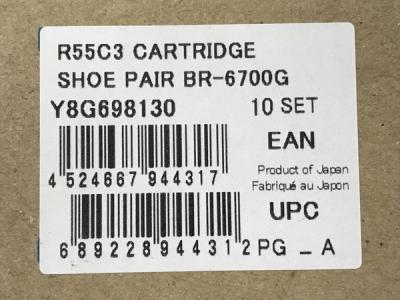 R55C3 CARTRIDGE
SHOE PAIR BR-6700G
Y8G698130 10 SET
EAN
Product of Japan
4 524667 944317
Fabriqué au Japon
UPC
6 89228 94431 2 PG _ A